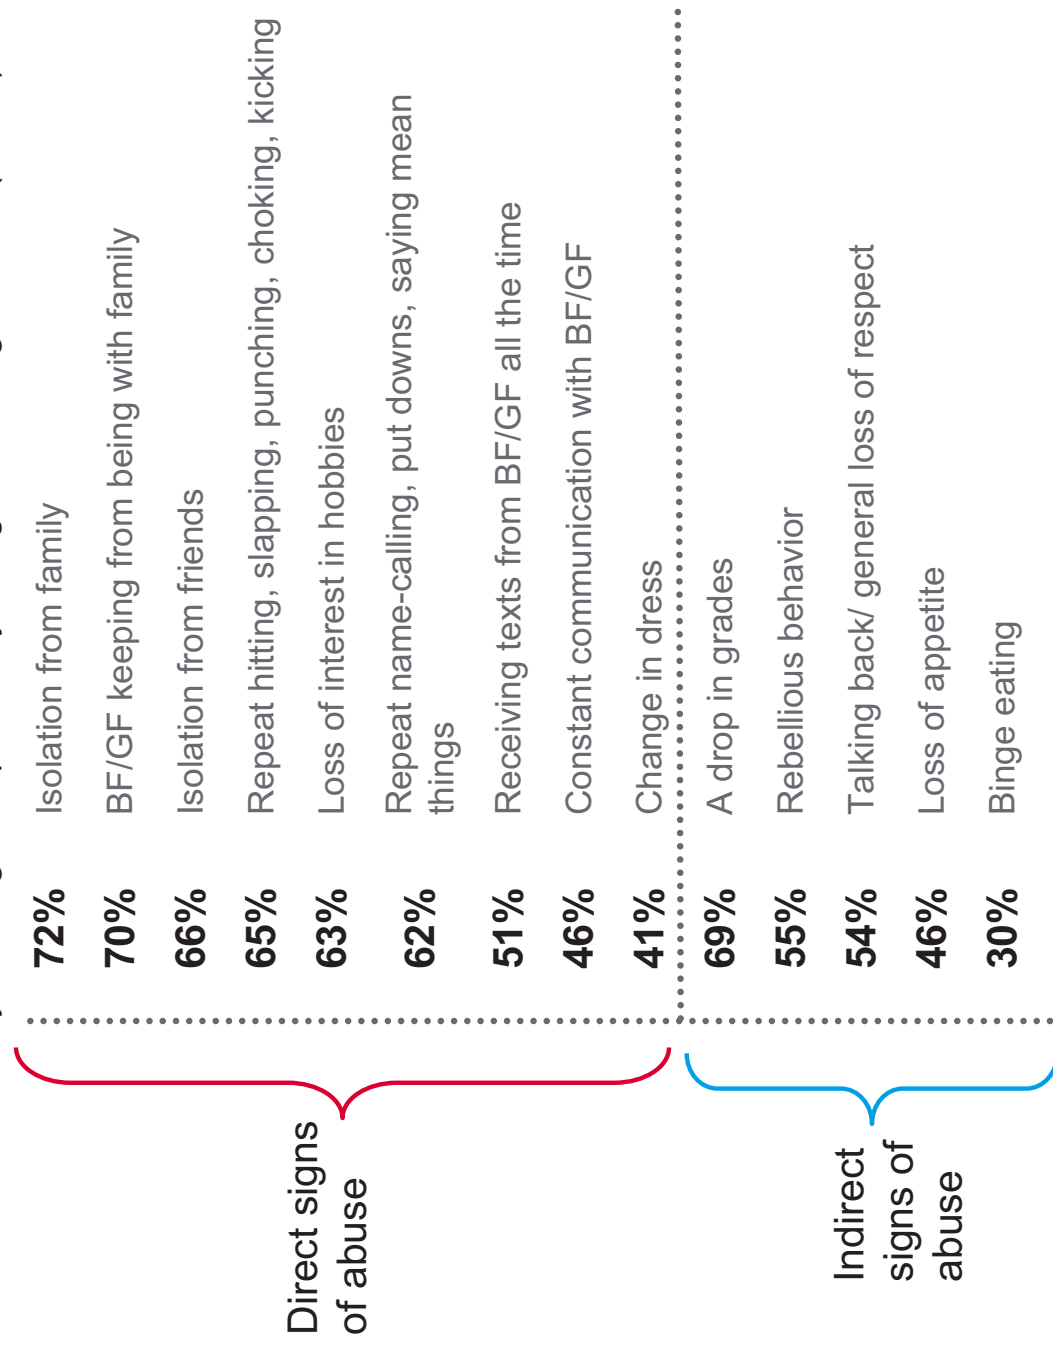 Direct signs
of abuse
72% Isolation from family
70% BF/GF keeping from being with family
66% Isolation from friends
65% Repeat hitting, slapping, punching, choking, kicking
63% Loss of interest in hobbies
62% Repeat name-calling, put downs, saying mean
things
51% Receiving texts from BF/GF all the time
46% Constant communication with BF/GF
41% Change in dress
Indirect
signs of
abuse
69% A drop in grades
55% Rebellious behavior
54% Talking back/ general loss of respect
46% Loss of appetite
30% Binge eating